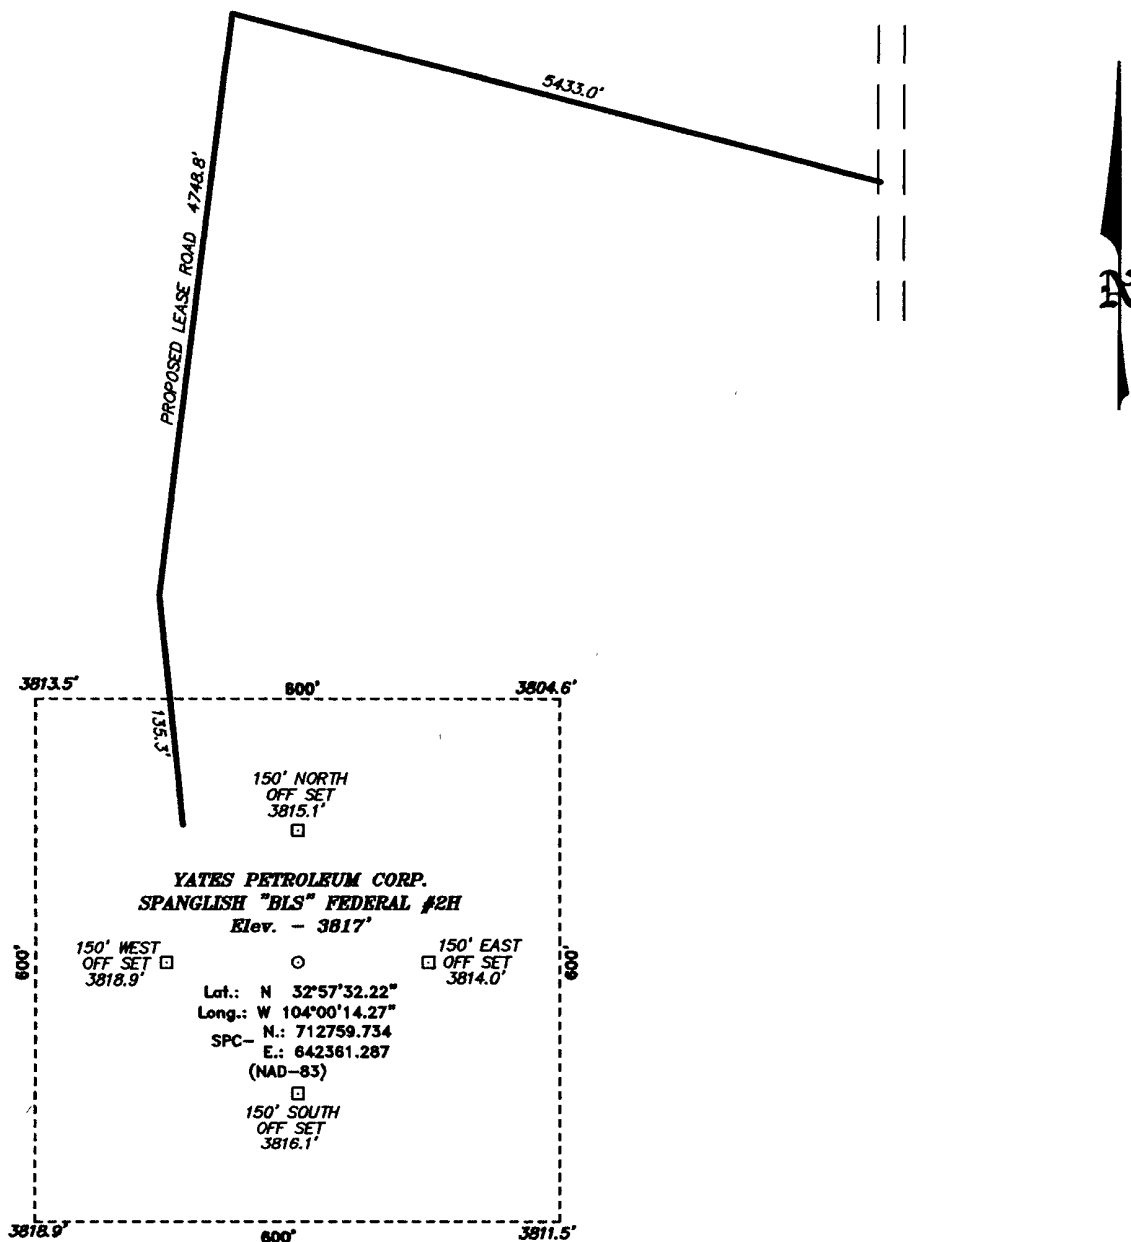 5433.0'
PROPOSED LEASE ROAD 4748.8'
3813.5'
600'
3804.6'
135.3'
150' NORTH
OFF SET
3815.1'
YATES PETROLEUM CORP.
SPANGLISH "BLS" FEDERAL #2H
Elev. - 3817'
600'
150' WEST
OFF SET
3818.9'
150' EAST
OFF SET
3814.0'
600'
Lat.: N 32°57'32.22"
Long.: W 104°00'14.27"
SPC- N.: 712759.734
E.: 642361.287
(NAD-83)
150' SOUTH
OFF SET
3816.1'
3818.9'
600'
3811.5'